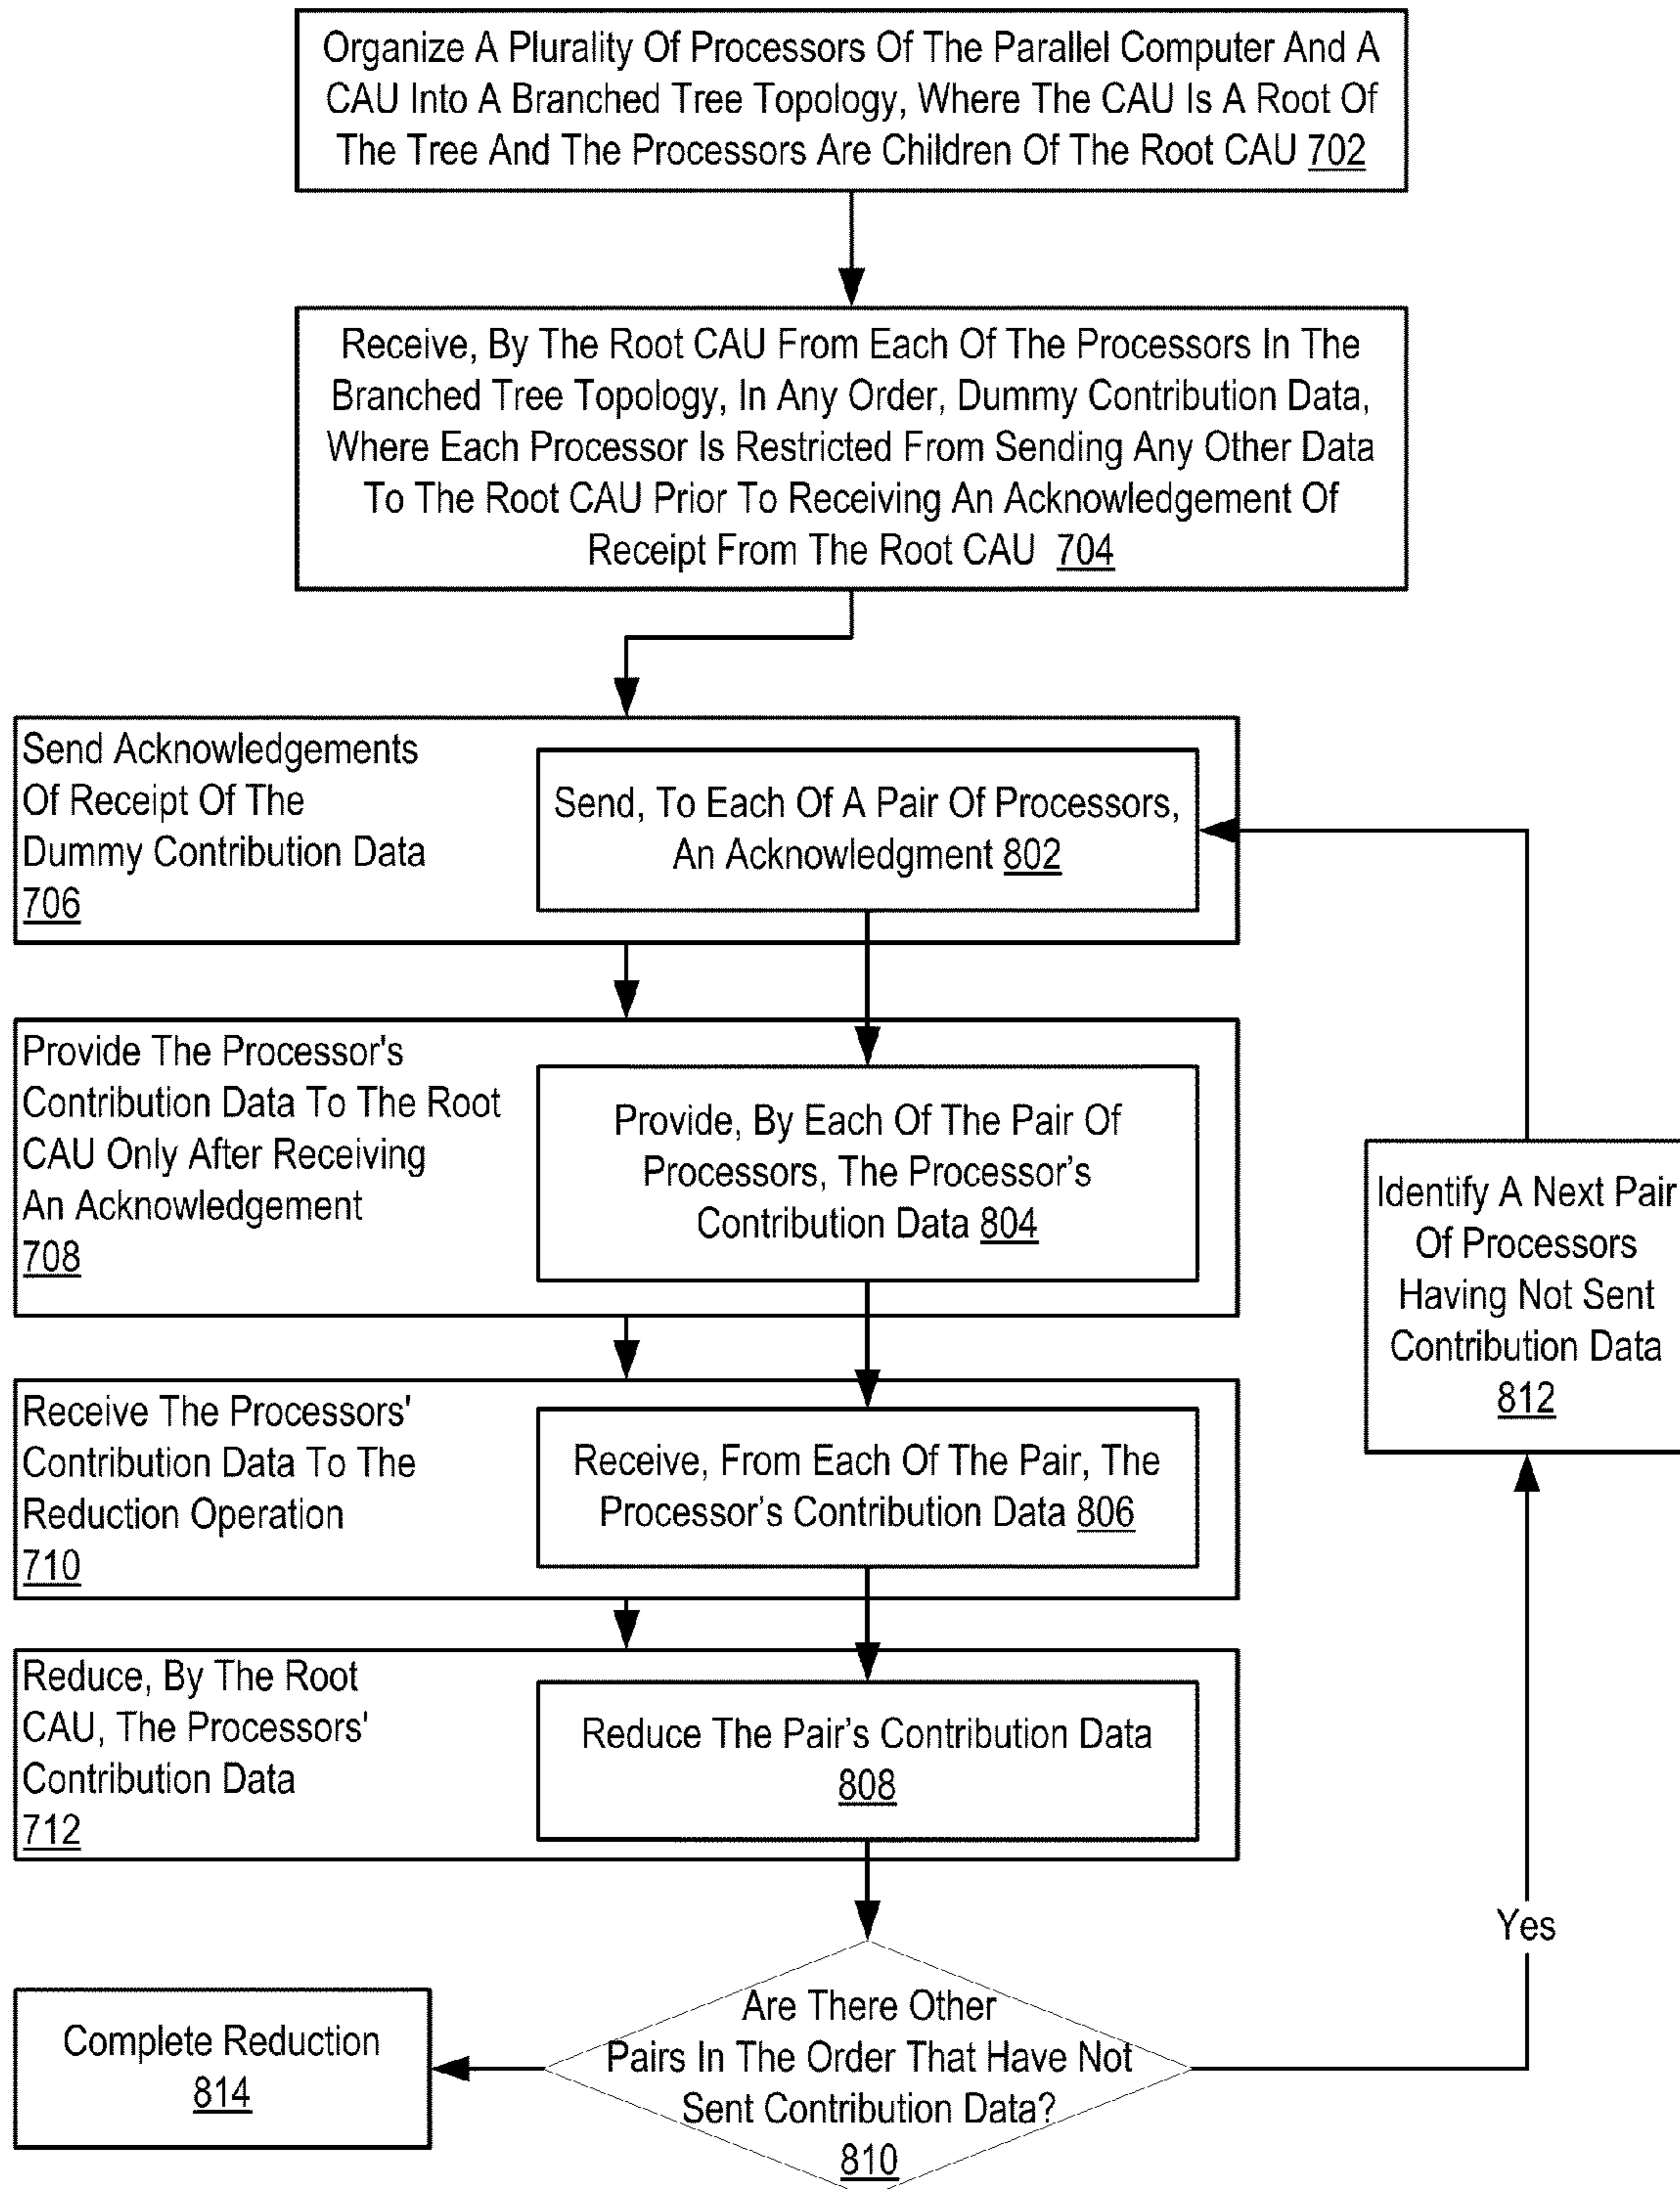 Organize A Plurality Of Processors Of The Parallel Computer And A
CAU Into A Branched Tree Topology, Where The CAU Is A Root Of
The Tree And The Processors Are Children Of The Root CAU 702
Receive, By The Root CAU From Each Of The Processors In The
Branched Tree Topology, In Any Order, Dummy Contribution Data,
Where Each Processor Is Restricted From Sending Any Other Data
To The Root CAU Prior To Receiving An Acknowledgement Of
Receipt From The Root CAU 704
Send Acknowledgements
Of Receipt Of The
Dummy Contribution Data
706
Send, To Each Of A Pair Of Processors,
An Acknowledgment 802
Provide The Processor's
Contribution Data To The Root
CAU Only After Receiving
An Acknowledgement
708
Provide, By Each Of The Pair Of
Processors, The Processor's
Contribution Data 804
Identify A Next Pair
Of Processors
Having Not Sent
Contribution Data
812
Receive The Processors'
Contribution Data To The
Reduction Operation
710
Receive, From Each Of The Pair, The
Processor's Contribution Data 806
Reduce, By The Root
CAU, The Processors'
Contribution Data
712
Reduce The Pair's Contribution Data
808
Yes
Complete Reduction
814
Are There Other
Pairs In The Order That Have Not
Sent Contribution Data?
810